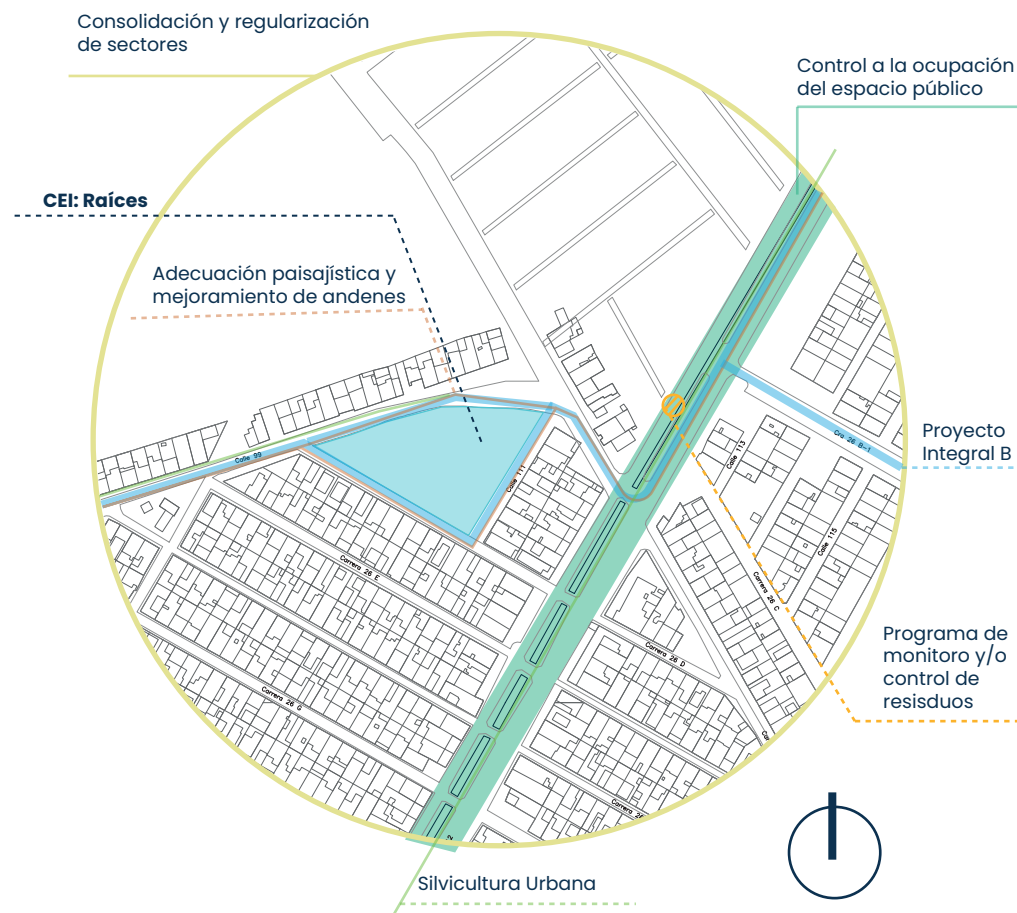 Consolidación y regularización
de sectores
Control a la ocupación
del espacio público
CEI: Raíces
Adecuación paisajística y
mejoramiento de andenes
Calle 99
Calle 111
Calle 113
Cra 26 B-1
Proyecto
Integral B
Calle 115
Carrera 26 E
Carrera 26 C
Carrera 26 D
Programa de
monitoro y/o
control de
resisduos
Carrera 26 G
Silvicultura Urbana